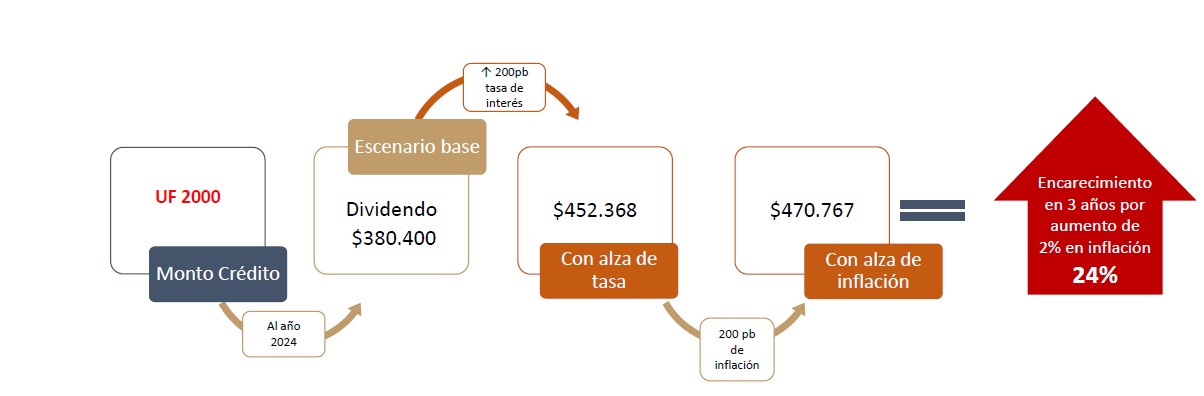 UF 2000
Monto Crédito
Al año
2024
Escenario base
Dividendo
$380.400
↑ 200pb
tasa de
interés
$452.368
Con alza de
tasa
200 pb
de
inflación
$470.767
Con alza de
inflación
Encarecimiento
en 3 años por
aumento de
2% en inflación
24%